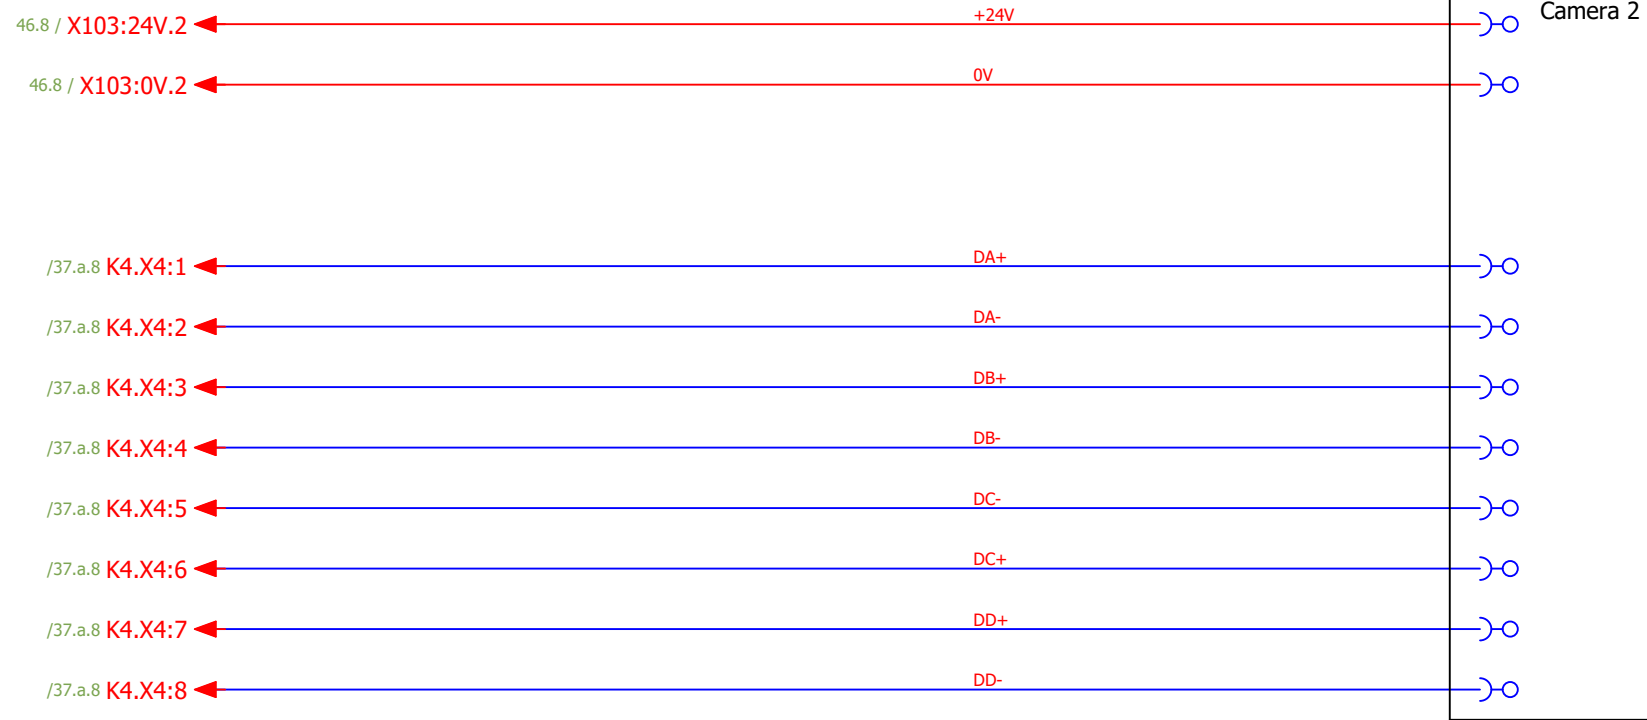 46.8 / X103:24V.2 +24V Camera 2
46.8 / X103:0V.2 0V
/37.a.8 K4.X4:1 DA+
/37.a.8 K4.X4:2 DA-
/37.a.8 K4.X4:3 DB+
/37.a.8 K4.X4:4 DB-
/37.a.8 K4.X4:5 DC-
/37.a.8 K4.X4:6 DC+
/37.a.8 K4.X4:7 DD+
/37.a.8 K4.X4:8 DD-